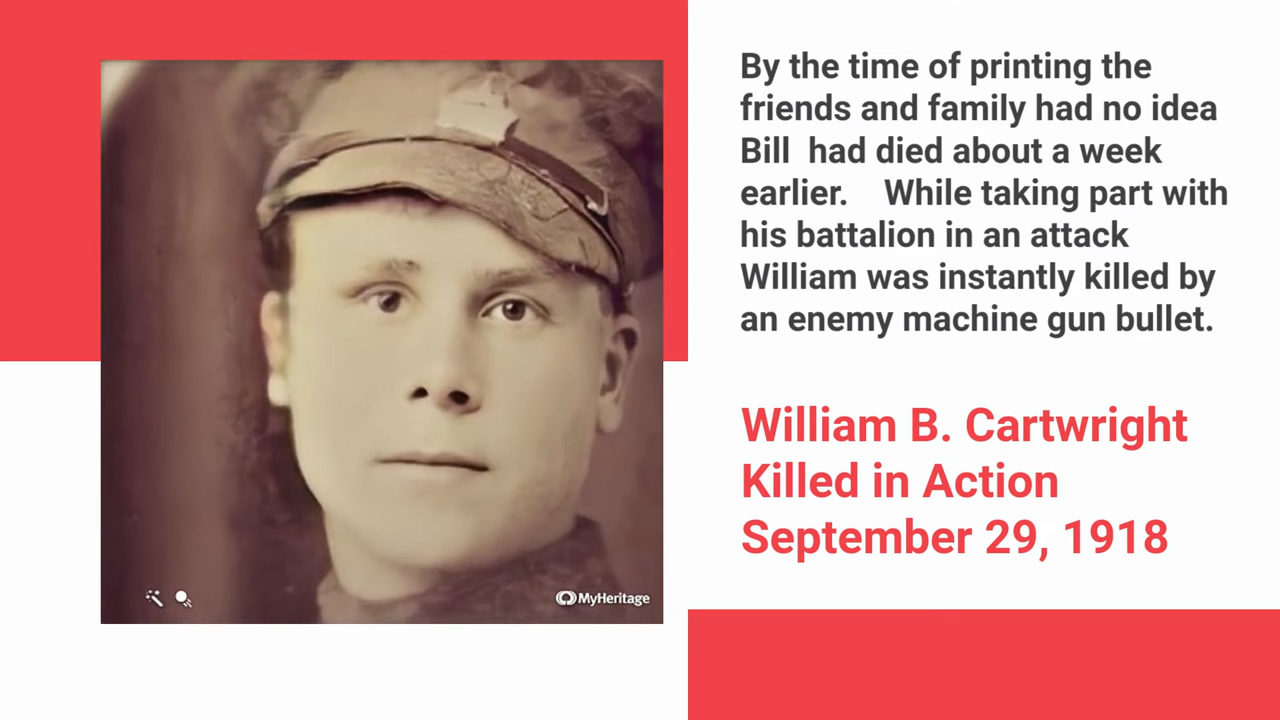 By the time of printing the
friends and family had no idea
Bill  had died about a week
earlier.    While taking part with
his battalion in an attack
William was instantly killed by
an enemy machine gun bullet.
William B. Cartwright
Killed in Action
September 29, 1918
MyHeritage